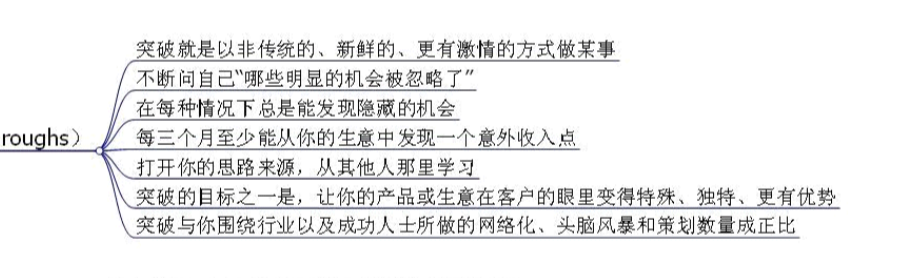 突破就是以非传统的、新鲜的、更有激情的方式做某事
不断问自己“哪些明显的机会被忽略了”
在每种情况下总是能发现隐藏的机会
roughs）
每三个月至少能从你的生意中发现一个意外收入点
打开你的思路来源，从其他人那里学习
突破的目标之一是，让你的产品或生意在客户的眼里变得特殊、独特、更有优势
突破与你围绕行业以及成功人士所做的网络化、头脑风暴和策划数量成正比